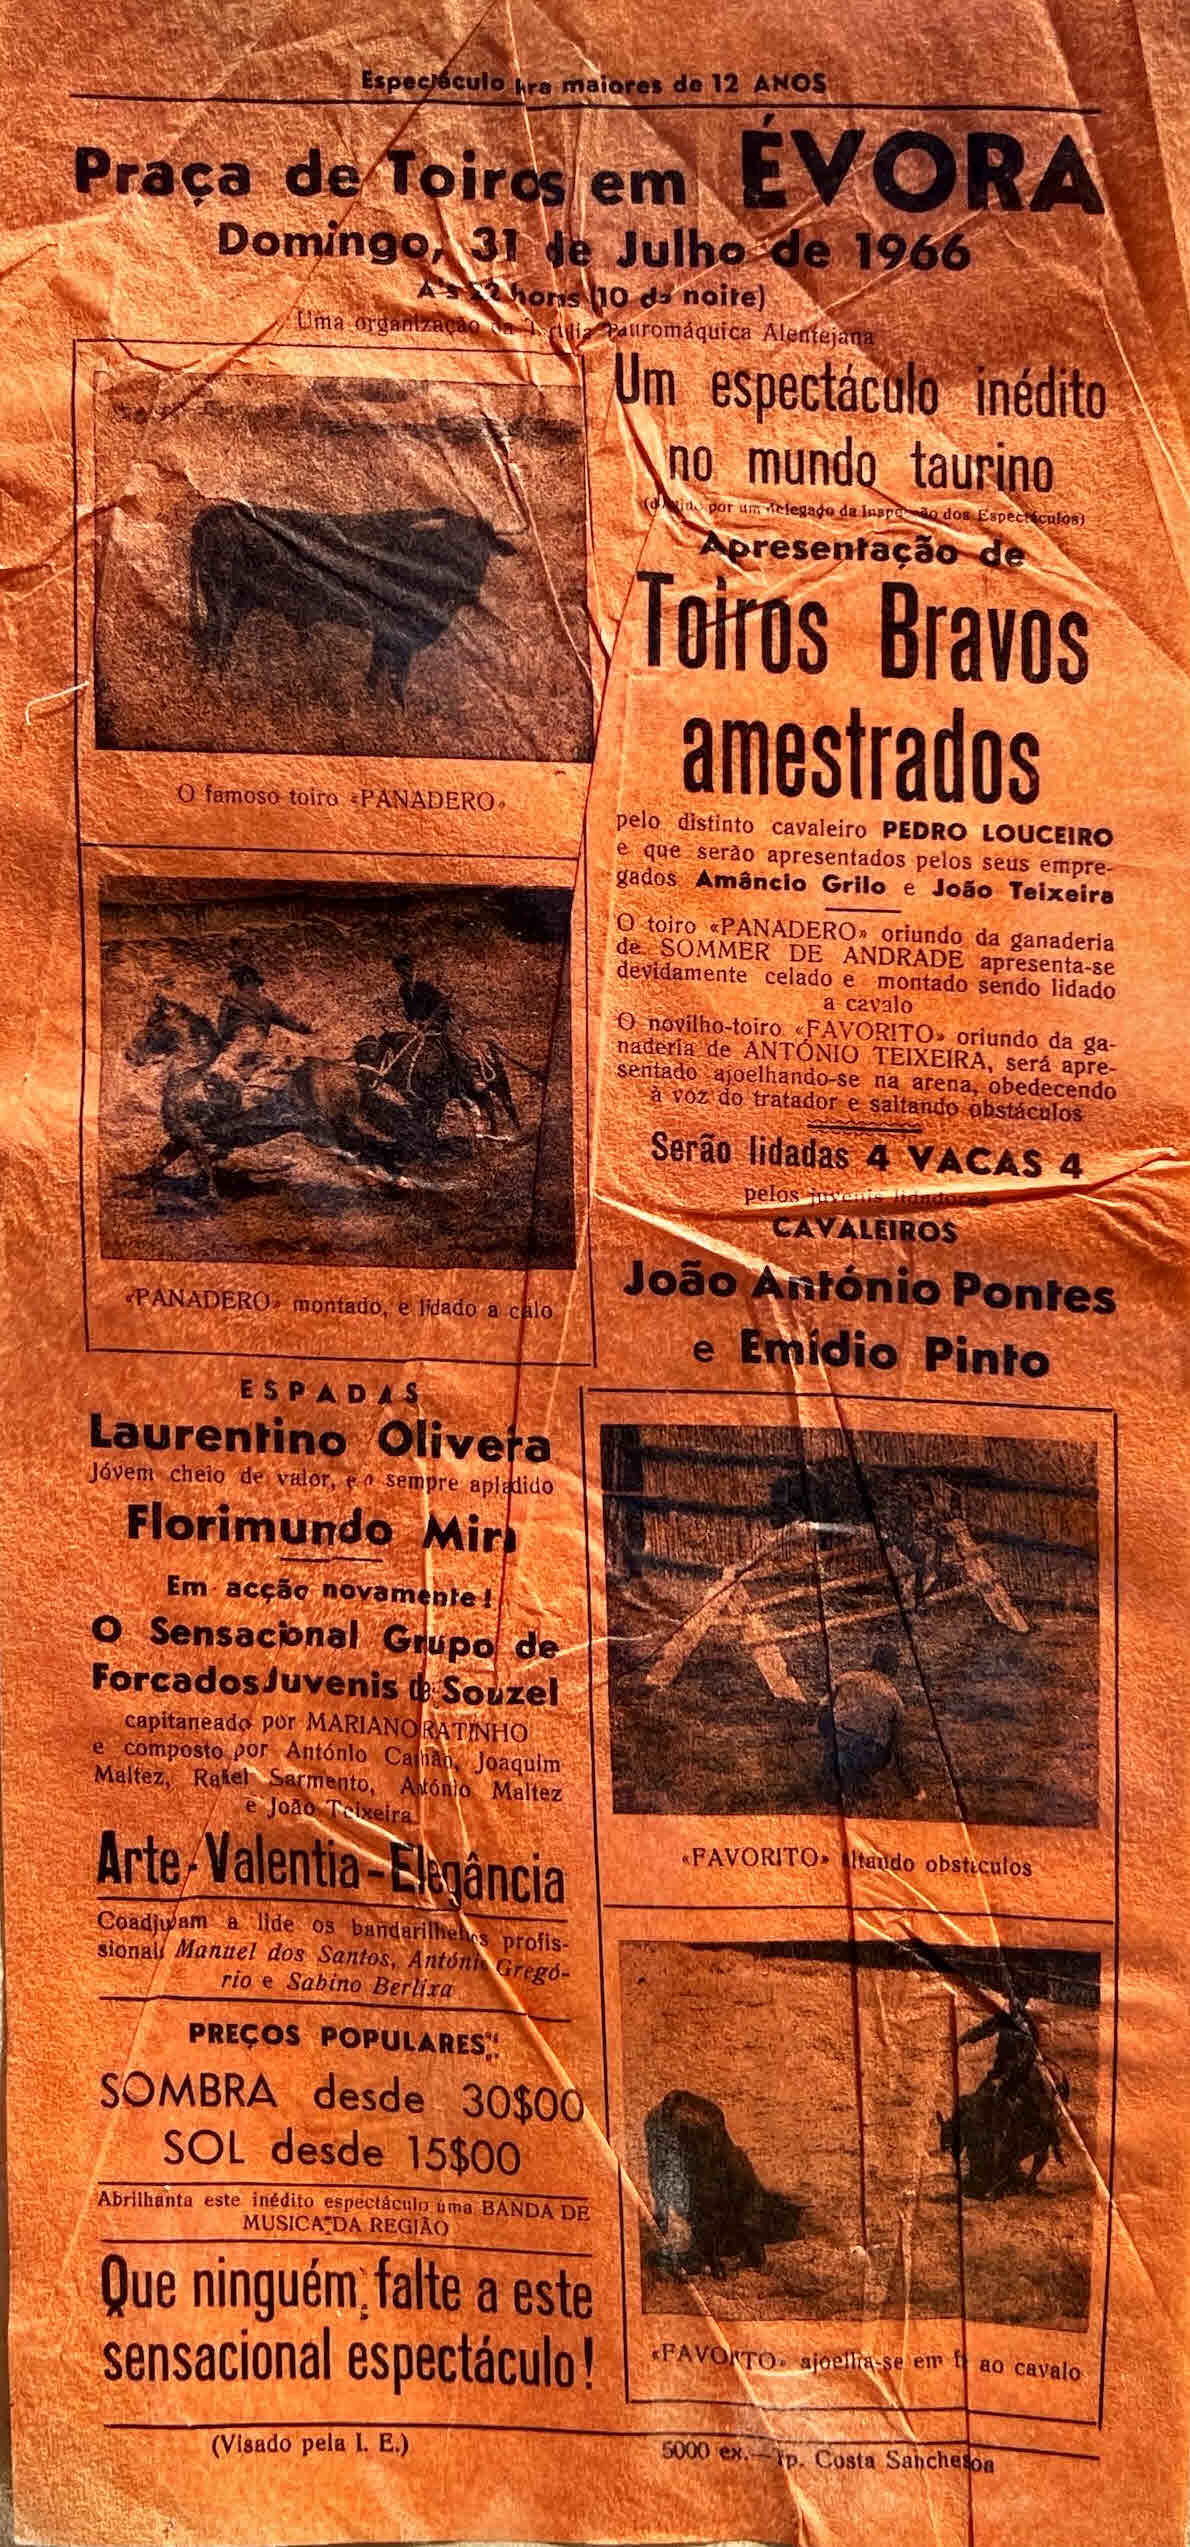 Espectáculo para maiores de 12 ANOS
Praça de Toiros em ÉVORA
Domingo, 31 de Julho de 1966
A's 22 horas (10 da noite)
Uma organização da Tauromáquica Alentejana
O famoso toiro «PANADERO»
«PANADERO» montado, e lidado a
Um espectáculo inédito
no mundo taurino
por um delegado da Inspecção dos Espectáculos)
Apresentação de
Toiros Bravos
amestrados
pelo distinto cavaleiro PEDRO LOUCEIRO
e que serão apresentados pelos seus empre-
gados Amâncio Grilo e João Teixeira
O toiro «PANADERO» oriundo da ganaderia
de SOMMER DE ANDRADE apresenta-se
devidamente celado e montado sendo lidado
a cavalo
O novilho-toiro «FAVORITO» oriundo da ga-
naderia de ANTÓNIO TEIXEIRA, será apre-
sentado ajoelhando-se na arena, obedecendo
à voz do tratador e saltando obstáculos
Serão lidadas 4 VACAS 4
pelos juvenis lidadores
CAVALEIROS
João António Pontes
e Emídio Pinto
ESPADAS
Laurentino Oliveira
Jóvem cheio de valor, e o sempre
Florimundo
Em acção novamente!
O Sensacional Grupo de
Forcados Juvenis de Souzel
capitaneado por MARIANO RATINHO
e composto por António Joaquim
Maltez, Rafael Sarmento, António Maltez
e João Teixeira
Arte-Valentia-Elegância
Coadjuvam a lide os bandarilheiros profis-
sionais Manuel dos Santos, António Gregó-
rio e Sabino Berlixa
PREÇOS POPULARES
SOMBRA desde 30$00
SOL desde 15$00
Abrilhanta este inédito espectáculo uma BANDA DE
MUSICA DA REGIÃO
Que ninguém falte a este
sensacional espectáculo!
«FAVORITO» saltando obstáculos
«FAVORITO» ajoelha-se em ao cavalo
(Visado pela I. E.)
5000 ex.—Tp. Costa